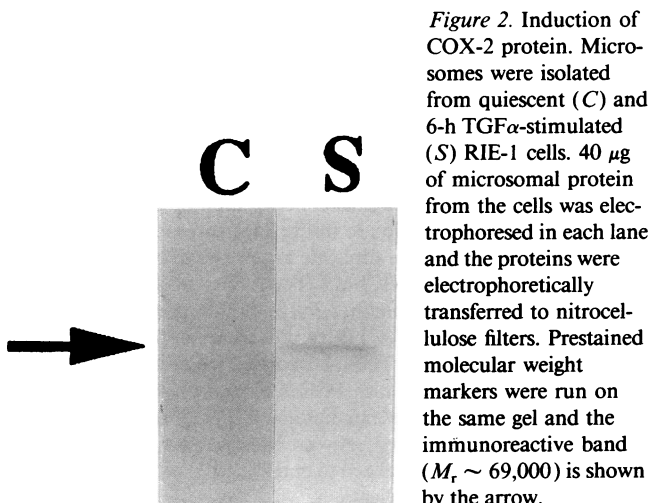 C S
Figure 2. Induction of
COX-2 protein. Micro-
somes were isolated
from quiescent (C) and
6-h TGFα-stimulated
(S) RIE-1 cells. 40 μg
of microsomal protein
from the cells was elec-
trophoresed in each lane
and the proteins were
electrophoretically
transferred to nitrocel-
lulose filters. Prestained
molecular weight
markers were run on
the same gel and the
immunoreactive band
(Mr ∼ 69,000) is shown
by the arrow.